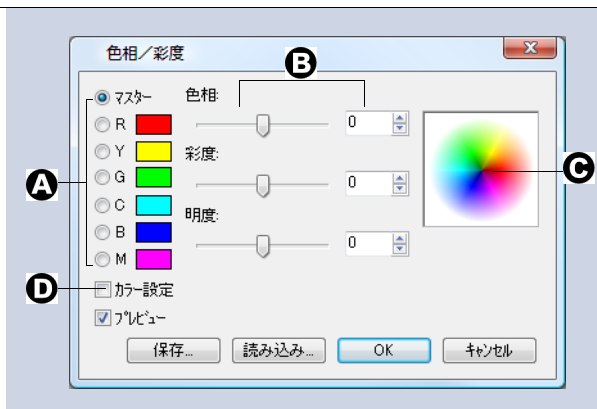 色相／彩度
B
マスター
色相:
0
R
Y
彩度:
A
G
0
C
C
明度:
B
0
M
D
カラー設定
プレビュー
保存...
読み込み...
OK
キャンセル